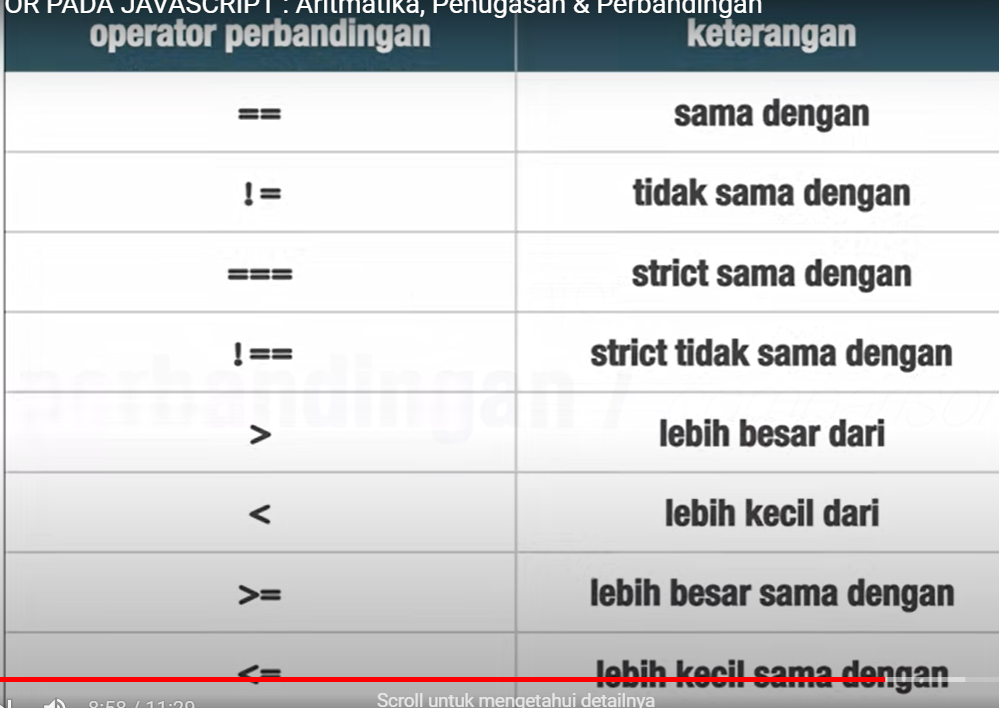 OR PADA JAVASCRIPT : Aritmatika, Penugasan & Perbandingan
operator perbandingan keterangan
== sama dengan
!= tidak sama dengan
=== strict sama dengan
!== strict tidak sama dengan
> lebih besar dari
< lebih kecil dari
>= lebih besar sama dengan
<= lebih kecil sama dengan
8:58 / 11:29
Scroll untuk mengetahui detailnya